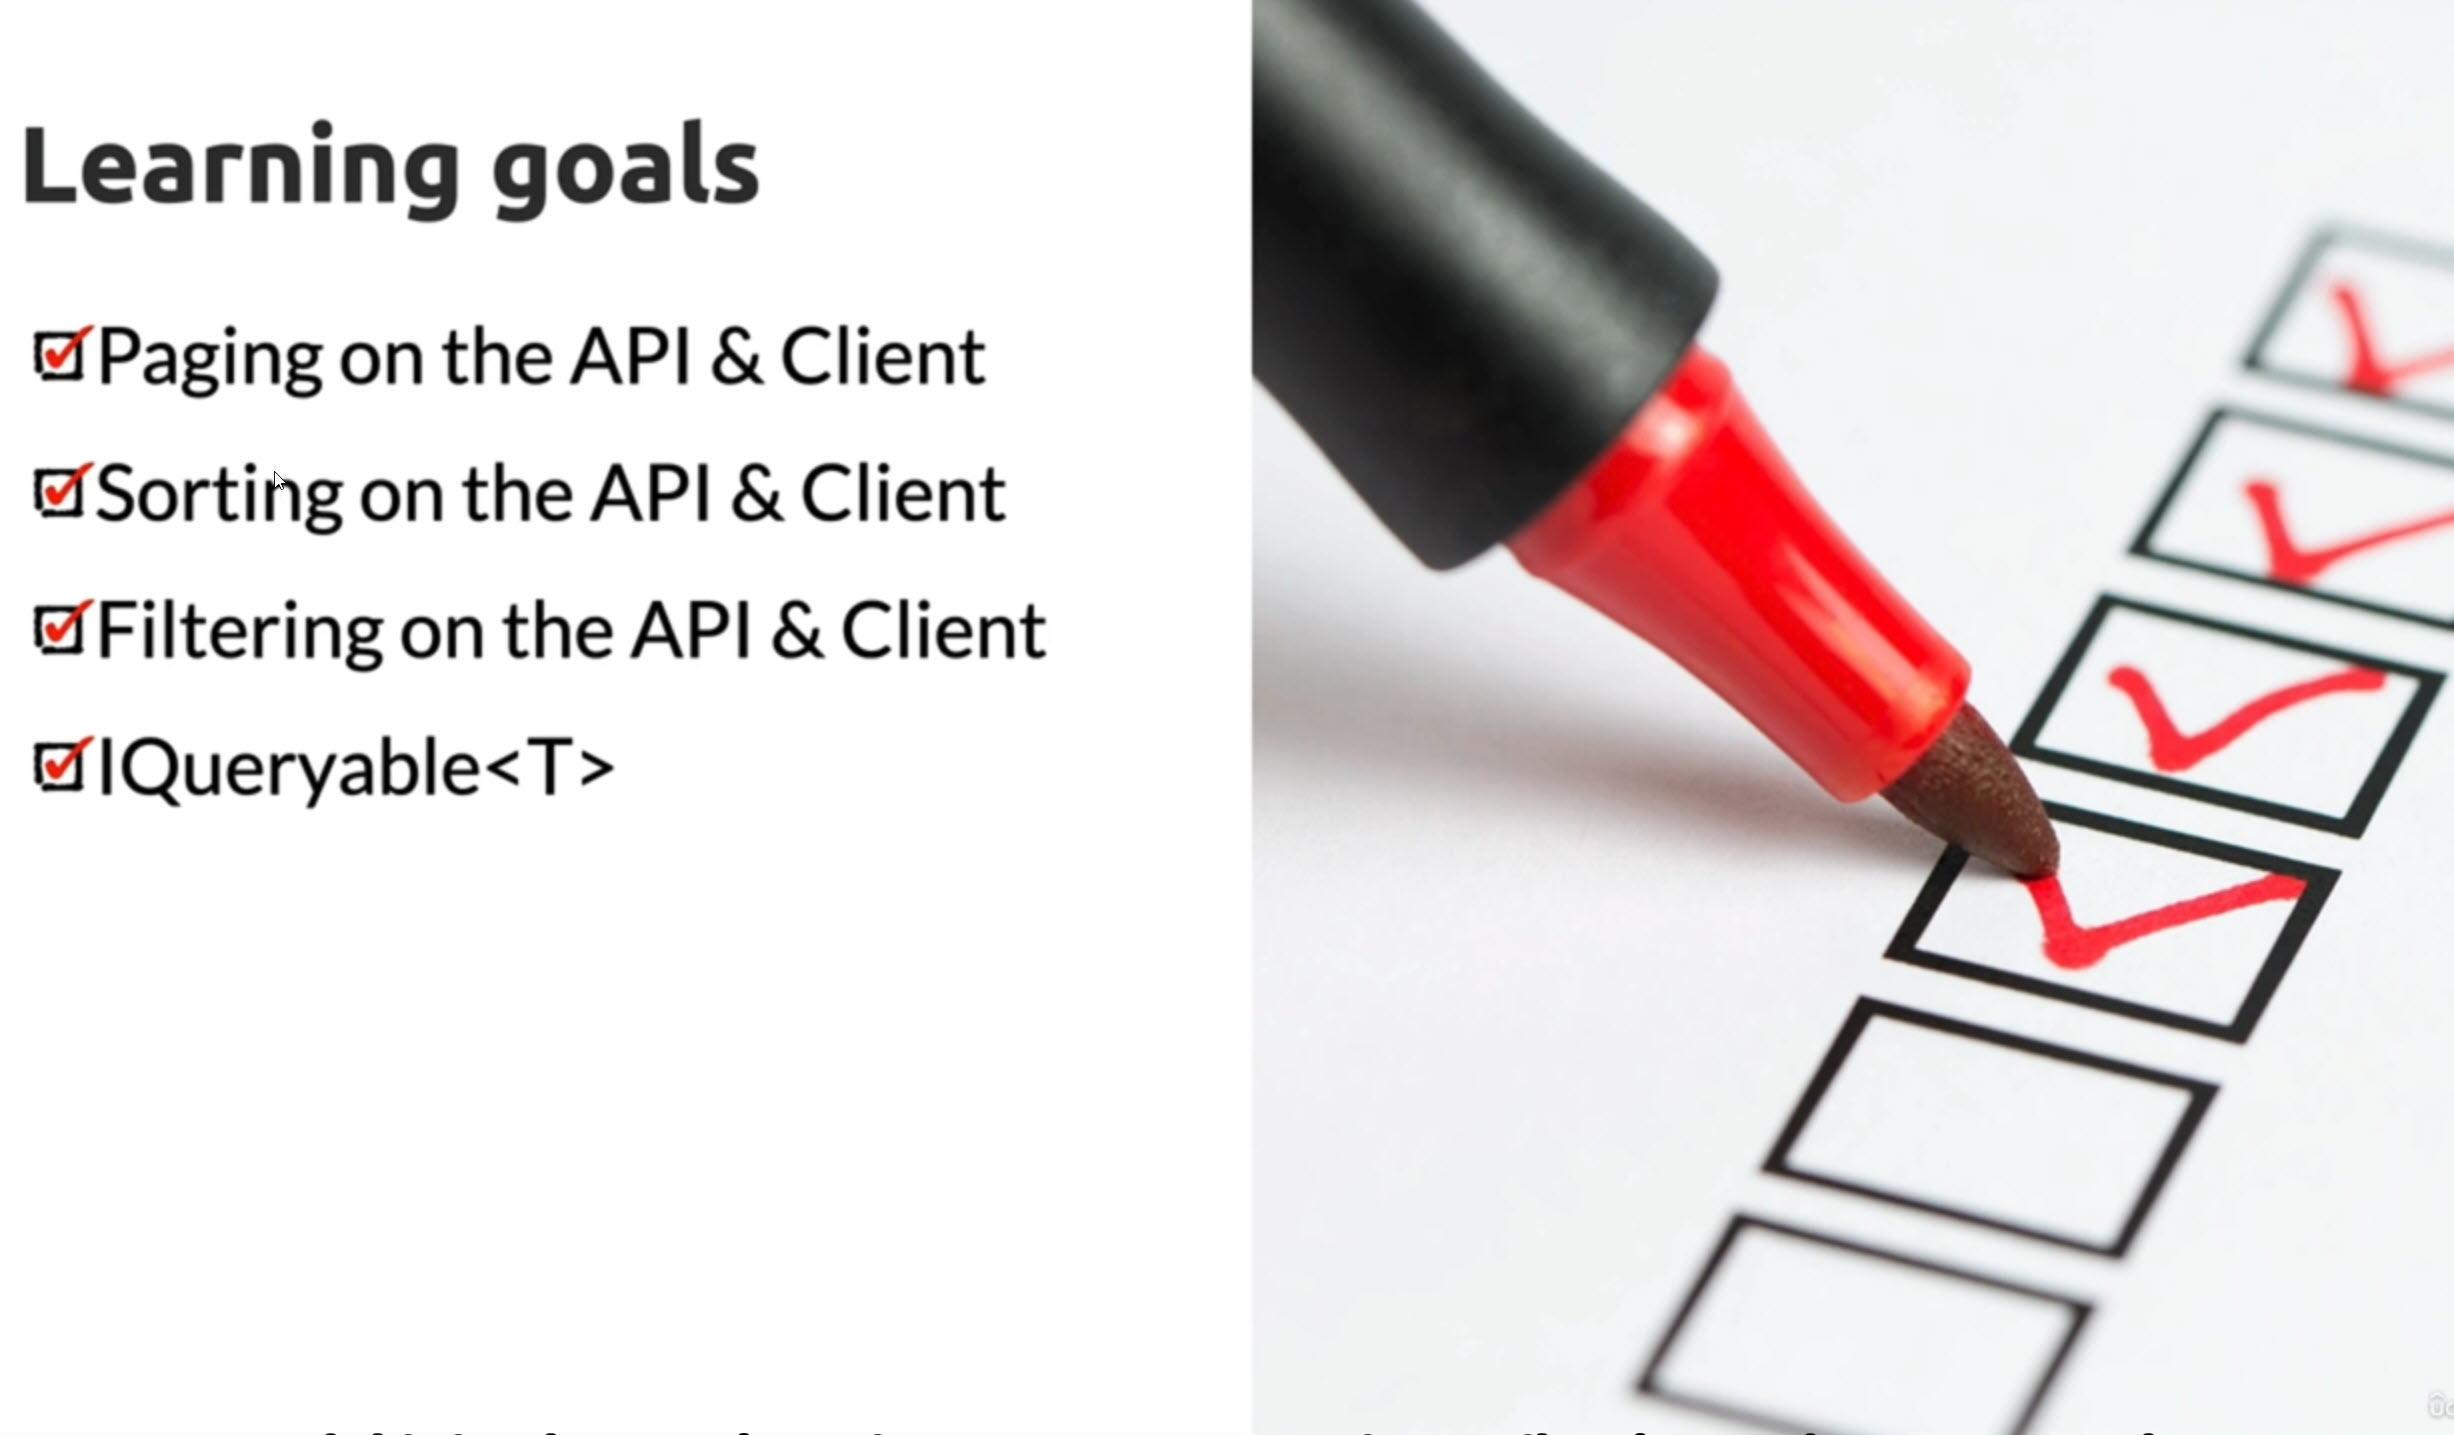 Learning goals
Paging on the API & Client
Sorting on the API & Client
Filtering on the API & Client
IQueryable<T>